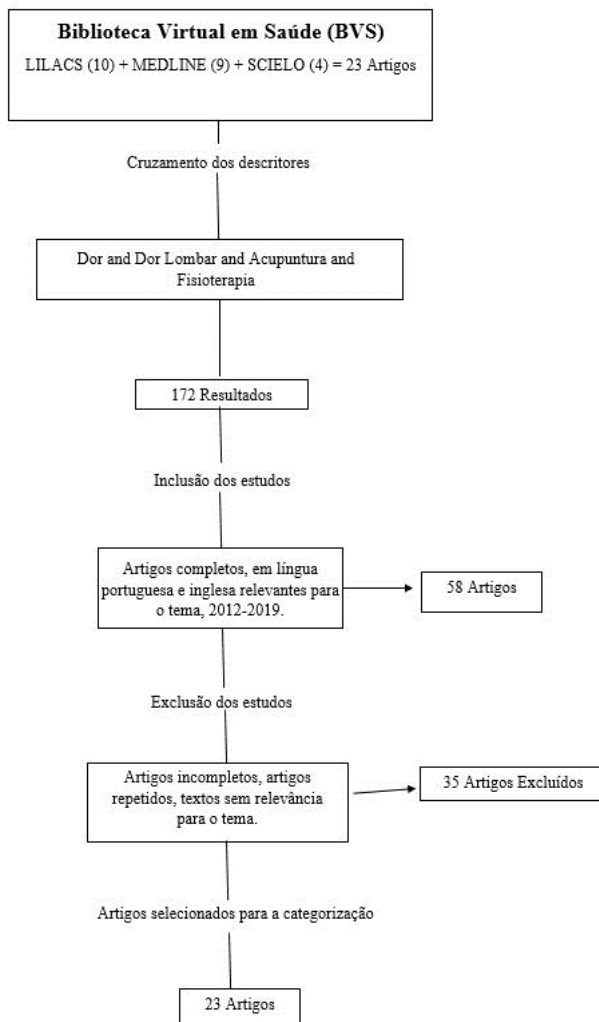 Biblioteca Virtual em Saúde (BVS)
LILACS (10) + MEDLINE (9) + SCIELO (4) = 23 Artigos
Cruzamento dos descritores
Dor and Dor Lombar and Acupuntura and
Fisioterapia
172 Resultados
Inclusão dos estudos
Artigos completos, em língua
portuguesa e inglesa relevantes para
o tema, 2012-2019.
58 Artigos
Exclusão dos estudos
Artigos incompletos, artigos
repetidos, textos sem relevância
para o tema.
35 Artigos Excluídos
Artigos selecionados para a categorização
23 Artigos